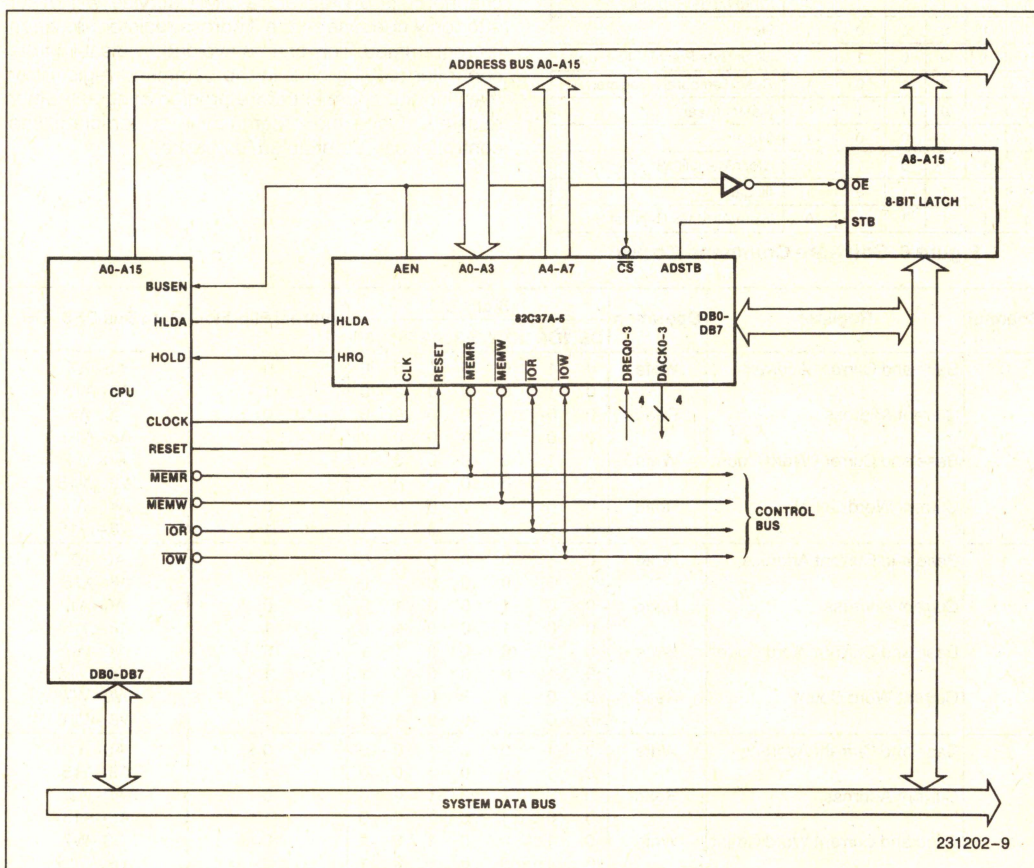 ADDRESS BUS A0-A15
A8-A15
OE
8-BIT LATCH
STB
A0-A15
AEN
A0-A3
A4-A7
CS
ADSTB
BUSEN
HLDA
HLDA
82C37A-5
DB0-
DB7
HOLD
HRQ
CLK
RESET
MEMR
MEMW
IOR
IOW
DREQ0-3
DACK0-3
4
4
CPU
CLOCK
RESET
MEMR
MEMW
IOR
IOW
CONTROL
BUS
DB0-DB7
SYSTEM DATA BUS
231202-9